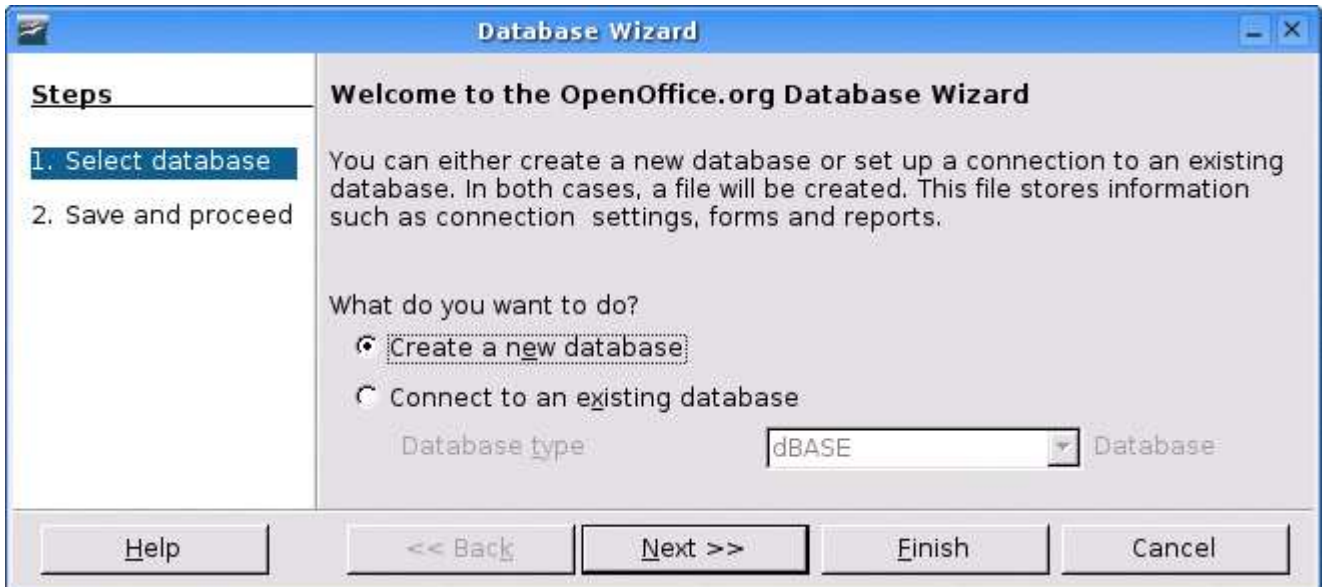 Database Wizard
Steps
1. Select database
2. Save and proceed
Welcome to the OpenOffice.org Database Wizard
You can either create a new database or set up a connection to an existing
database. In both cases, a file will be created. This file stores information
such as connection  settings, forms and reports.
What do you want to do?
Create a new database
Connect to an existing database
Database type dBASE Database
Help << Back Next >> Finish Cancel